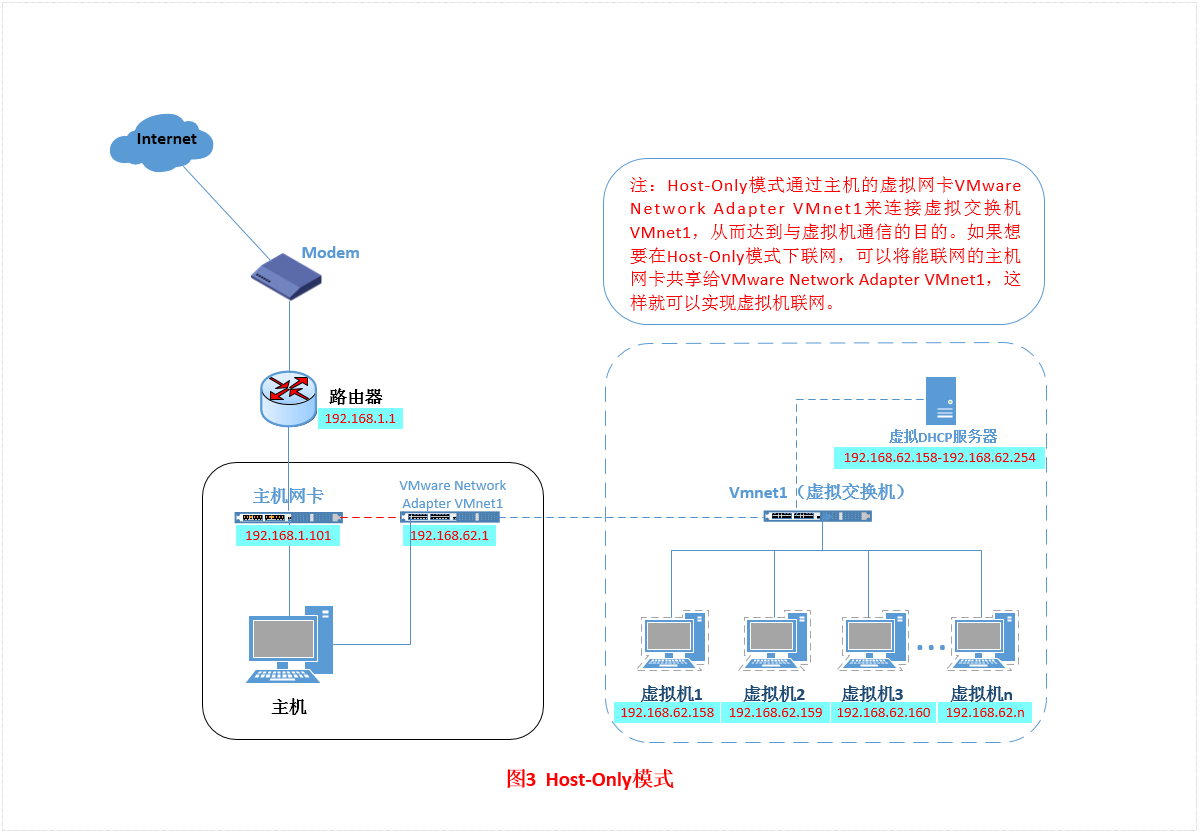 Internet
Modem
注：Host-Only模式通过主机的虚拟网卡VMware
Network Adapter VMnet1来连接虚拟交换机
VMnet1，从而达到与虚拟机通信的目的。如果想
要在Host-Only模式下联网，可以将能联网的主机
网卡共享给VMware Network Adapter VMnet1，这
样就可以实现虚拟机联网。
路由器
192.168.1.1
虚拟DHCP服务器
192.168.62.158-192.168.62.254
主机网卡
192.168.1.101
VMware Network
Adapter VMnet1
192.168.62.1
Vmnet1（虚拟交换机）
主机
虚拟机1
192.168.62.158
虚拟机2
192.168.62.159
虚拟机3
192.168.62.160
虚拟机n
192.168.62.n
图3 Host-Only模式